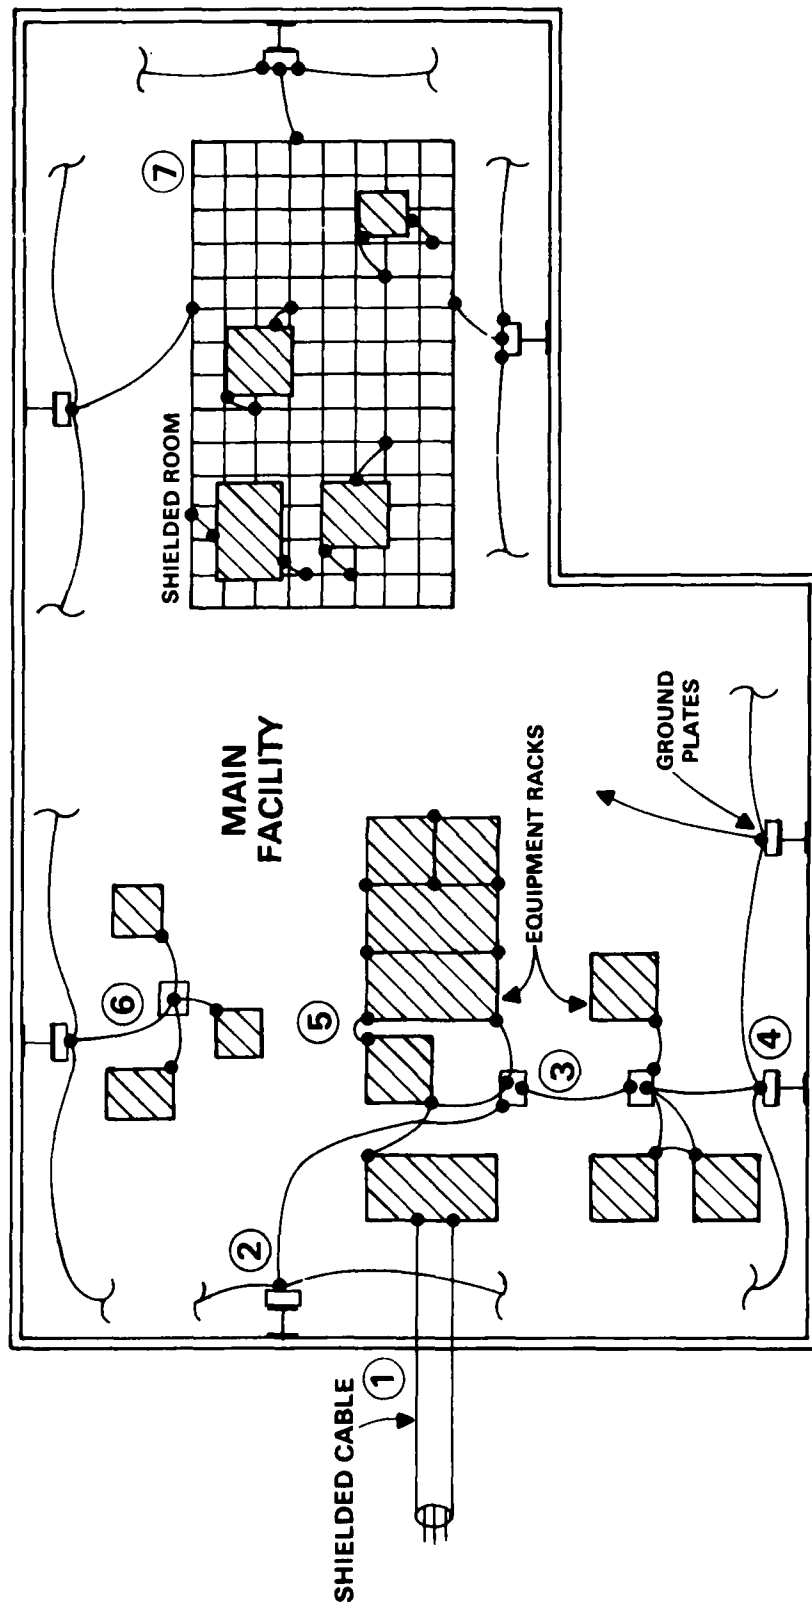 SHIELDED CABLE
1
2
MAIN
FACILITY
6
5
3
4
EQUIPMENT RACKS
GROUND
PLATES
SHIELDED ROOM
7